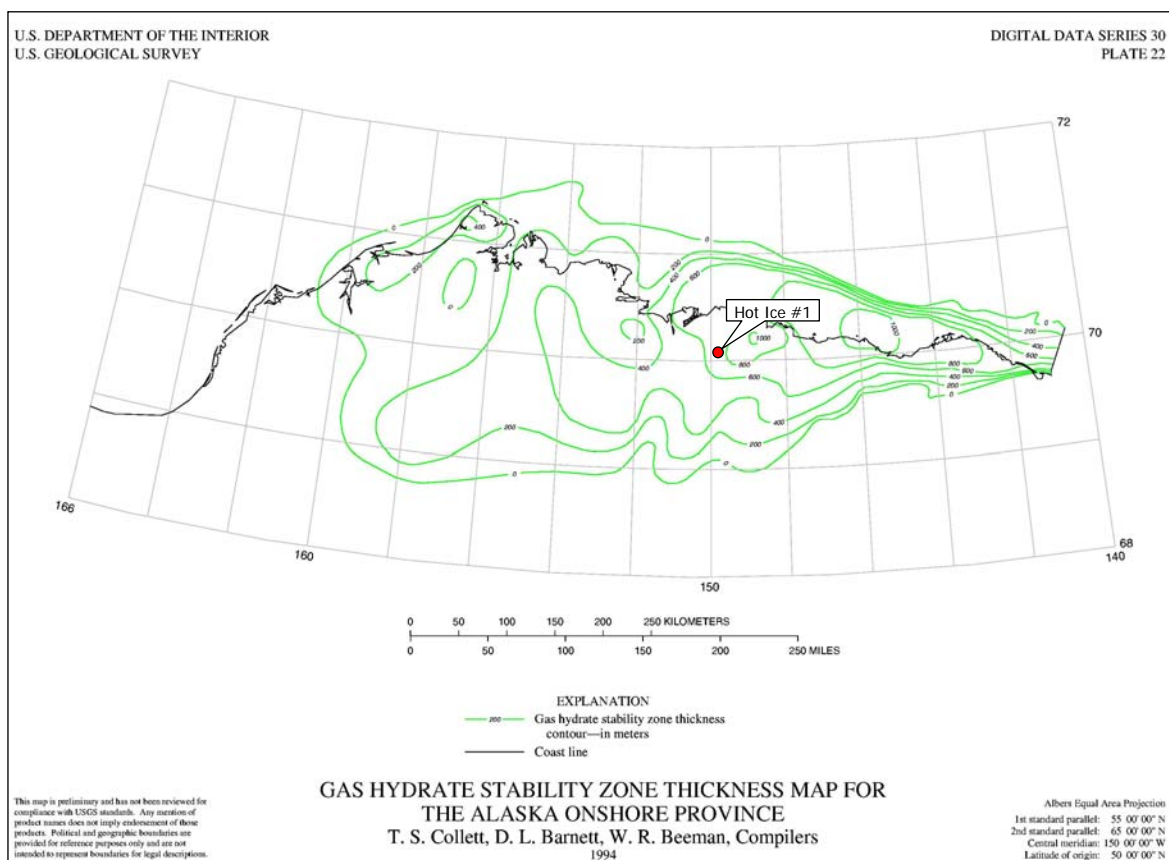 U.S. DEPARTMENT OF THE INTERIOR
U.S. GEOLOGICAL SURVEY
DIGITAL DATA SERIES 30
PLATE 22
72
0
400
200
0
0
200
400
600
Hot Ice #1
1000
1000
0
200
400
600
70
200
400
800
600
800
600
400
200
0
400
200
200
0
0
166
160
150
68
140
0 50 100 150 200 250 KILOMETERS
0 50 100 150 200 250 MILES
EXPLANATION
200 Gas hydrate stability zone thickness
contour—in meters
Coast line
GAS HYDRATE STABILITY ZONE THICKNESS MAP FOR
THE ALASKA ONSHORE PROVINCE
T. S. Collett, D. L. Barnett, W. R. Beeman, Compilers
1994
This map is preliminary and has not been reviewed for
compliance with USGS standards. Any mention of
product names does not imply endorsement of those
products. Political and geographic boundaries are
provided for reference purposes only and are not
intended to represent boundaries for legal descriptions.
Albers Equal Area Projection
1st standard parallel: 55 00' 00" N
2nd standard parallel: 65 00' 00" N
Central meridian: 150 00' 00" W
Latitude of origin: 50 00' 00" N